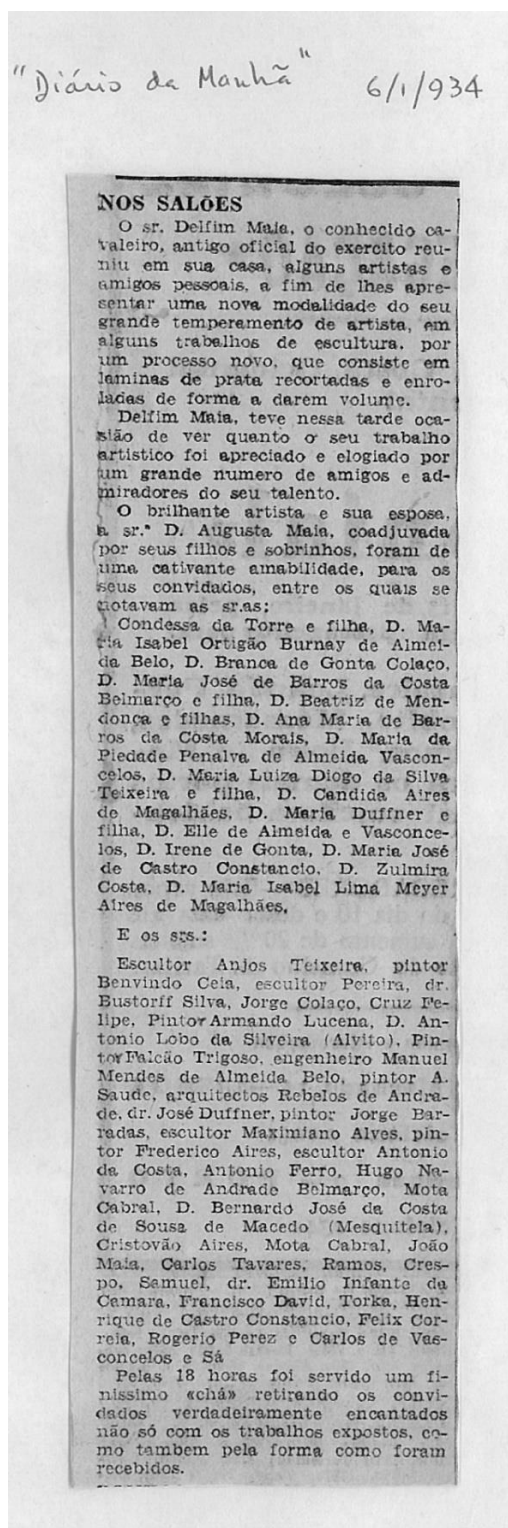 "Diário da Manhã" 6/1/934
NOS SALÕES
O sr. Delfim Maia, o conhecido ca-
valeiro, antigo oficial do exercito reu-
niu em sua casa, alguns artistas e
amigos pessoais, a fim de lhes apre-
sentar uma nova modalidade do seu
grande temperamento de artista, em
alguns trabalhos de escultura, por
um processo novo, que consiste em
laminas de prata recortadas e enro-
ladas de forma a darem volume.
Delfim Maia, teve nessa tarde oca-
sião de ver quanto o seu trabalho
artistico foi apreciado e elogiado por
um grande numero de amigos e ad-
miradores do seu talento.
O brilhante artista e sua esposa,
a sr.ª D. Augusta Maia, coadjuvada
por seus filhos e sobrinhos, foram de
uma cativante amabilidade, para os
seus convidados, entre os quais se
notavam as sr.as;
Condessa da Torre e filha, D. Ma-
ria Isabel Ortigão Burnay de Almei-
da Belo, D. Branca de Gonta Colaço,
D. Maria José de Barros da Costa
Belmarço e filha, D. Beatriz de Men-
donça e filhas, D. Ana Maria de Bar-
ros da Costa Morais, D. Maria da
Piedade Penalva de Almeida Vascon-
celos, D. Maria Luiza Diogo da Silva
Teixeira e filha, D. Candida Aires
de Magalhães, D. Maria Duffner e
filha, D. Elle de Almeida e Vasconce-
los, D. Irene de Gonta, D. Maria José
de Castro Constancio, D. Zulmira
Costa, D. Maria Isabel Lima Meyer
Aires de Magalhães,
E os srs.:
Escultor Anjos Teixeira, pintor
Benvindo Ceia, escultor Pereira, dr.
Bustorff Silva, Jorge Colaço, Cruz Fe-
lipe, Pintor Armando Lucena, D. An-
tonio Lobo da Silveira (Alvito), Pin-
tor Falcão Trigoso, engenheiro Manuel
Mendes de Almeida Belo, pintor A.
Saude, arquitectos Rebelos de Andra-
de, dr. José Duffner, pintor Jorge Bar-
radas, escultor Maximiano Alves, pin-
tor Frederico Aires, escultor Antonio
da Costa, Antonio Ferro, Hugo Na-
varro de Andrade Belmarço, Mota
Cabral, D. Bernardo José da Costa
de Sousa de Macedo (Mesquitela),
Cristovão Aires, Mota Cabral, João
Maia, Carlos Tavares, Ramos, Cres-
po, Samuel, dr. Emilio Infante da
Camara, Francisco David, Torka, Hen-
rique de Castro Constancio, Felix Cor-
reia, Rogerio Perez e Carlos de Vas-
concelos e Sá
Pelas 18 horas foi servido um fi-
nissimo «chá» retirando os convi-
dados verdadeiramente encantados
não só com os trabalhos expostos, co-
mo tambem pela forma como foram
recebidos.